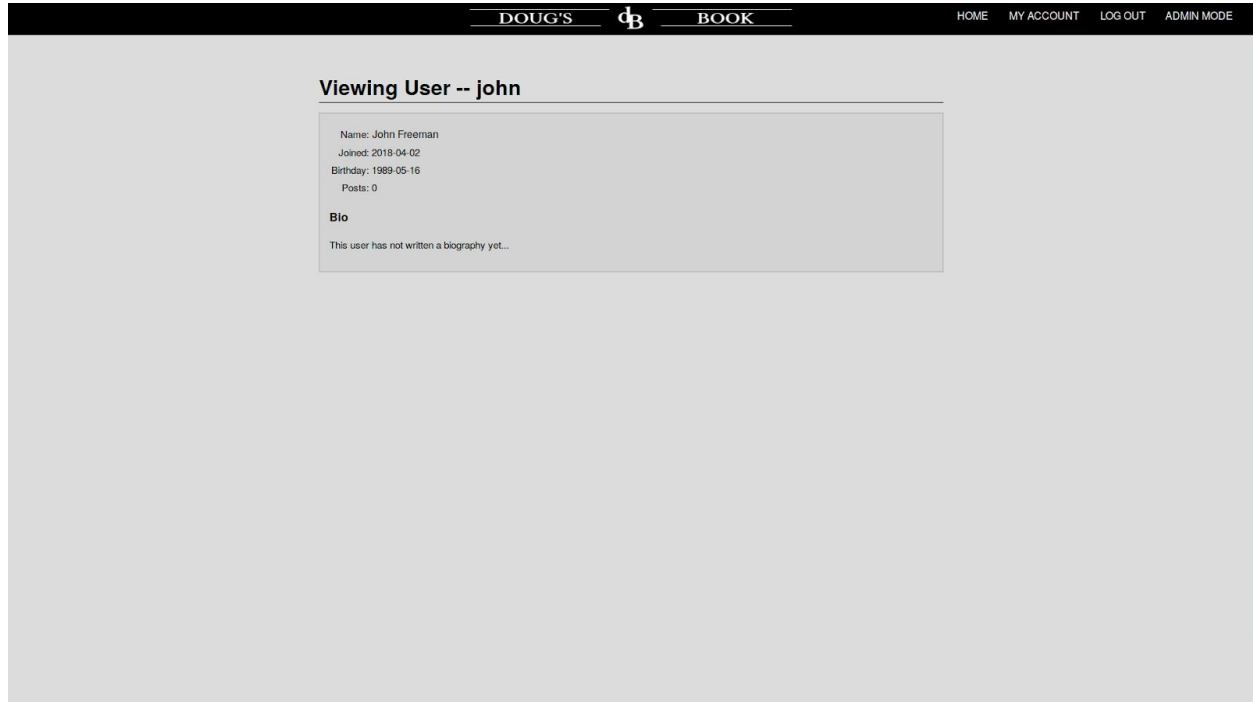 DOUG'S dB BOOK HOME MY ACCOUNT LOG OUT ADMIN MODE
Viewing User -- john
Name: John Freeman
Joined: 2018-04-02
Birthday: 1989-05-16
Posts: 0
Bio
This user has not written a biography yet...